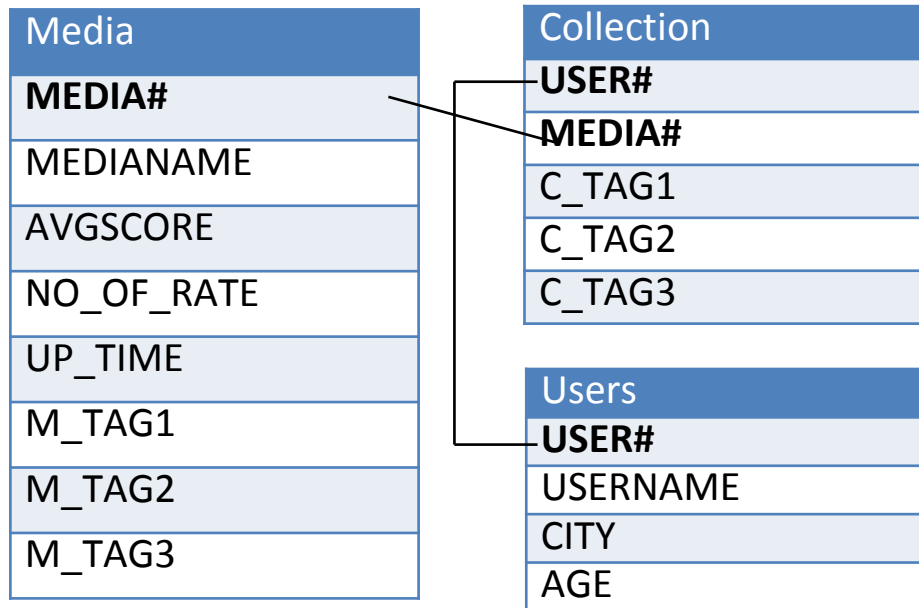 Media
MEDIA#
MEDIANAME
AVGSCORE
NO_OF_RATE
UP_TIME
M_TAG1
M_TAG2
M_TAG3
Collection
USER#
MEDIA#
C_TAG1
C_TAG2
C_TAG3
Users
USER#
USERNAME
CITY
AGE